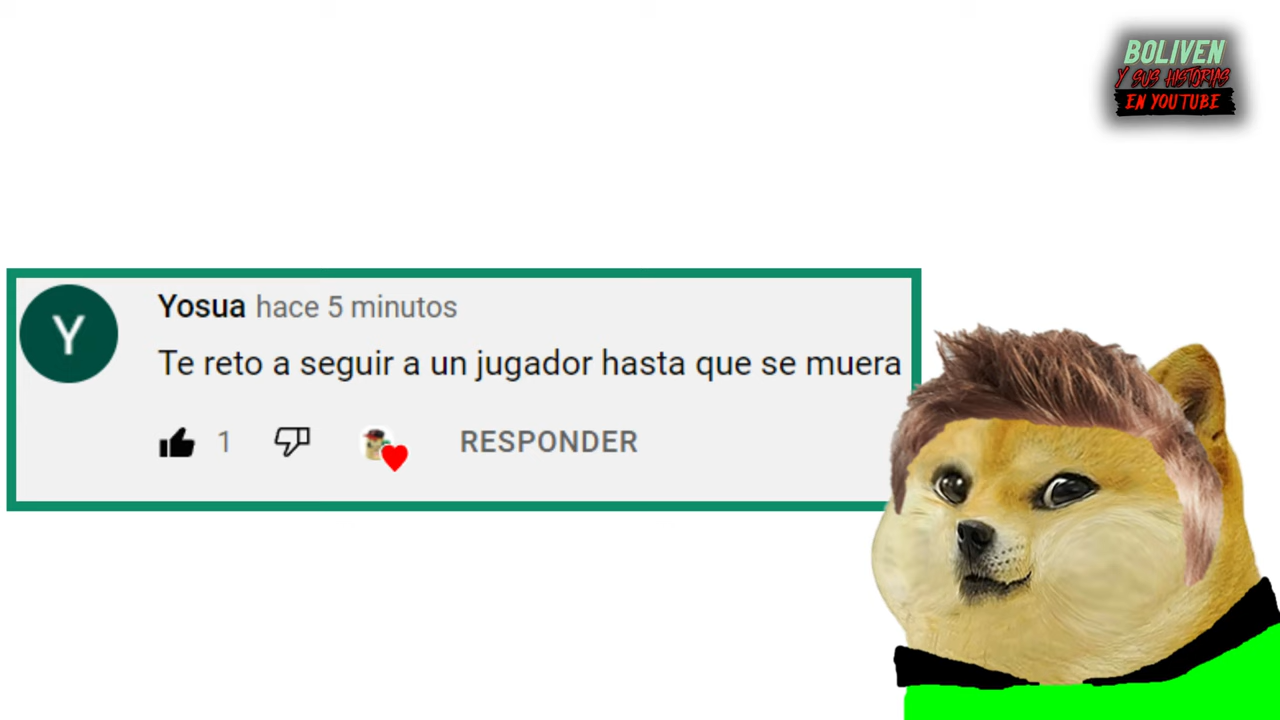 BOLIVEN
Y SUS HISTORIAS
EN YOUTUBE
Y
Yosua hace 5 minutos
Te reto a seguir a un jugador hasta que se muera
1
RESPONDER